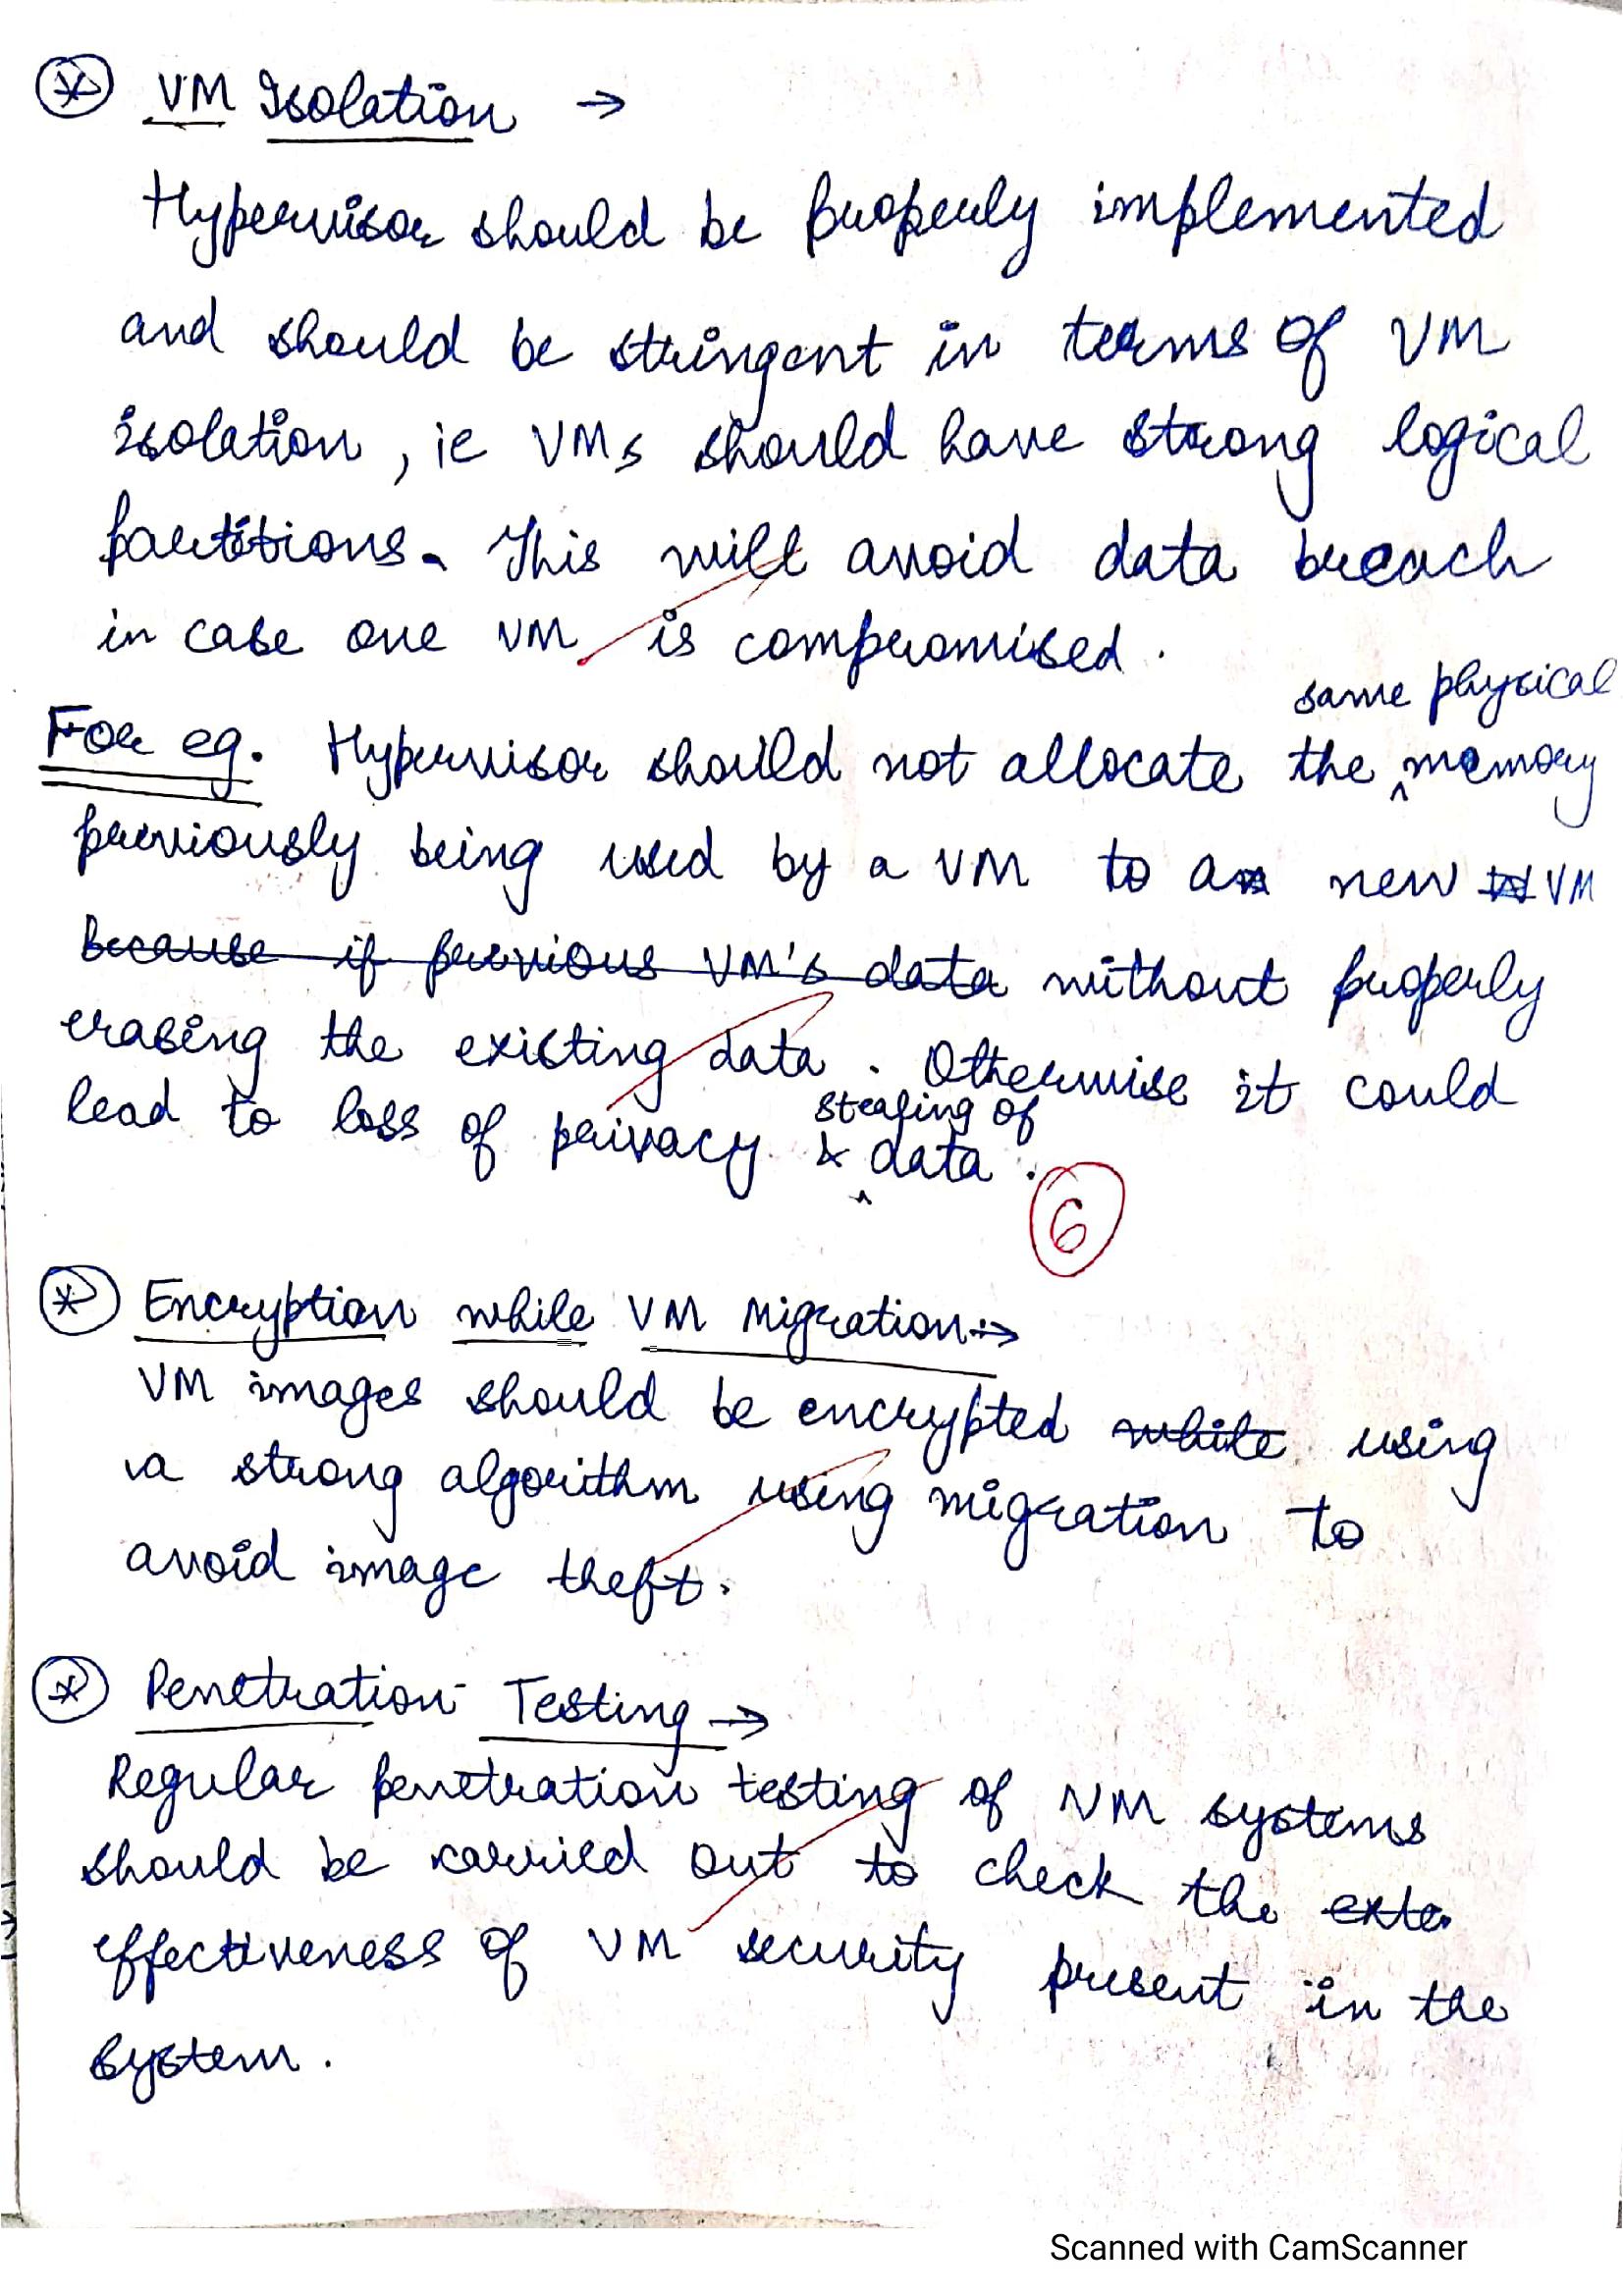 * VM Isolation →
Hypervisor should be properly implemented
and should be stringent in terms of VM
isolation, ie VMs should have strong logical
partitions. This will avoid data breach
in case one VM is compromised.
same physical
For eg. Hypervisor should not allocate the ^ memory
previously being used by a VM to a new VM
because if previous VM's data without properly
erasing the existing data. Otherwise it could
stealing of
lead to loss of privacy & ^ data.
6
* Encryption while VM Migration →
VM images should be encrypted while using
a strong algorithm using migration to
avoid image theft.
* Penetration Testing →
Regular penetration testing of VM systems
should be carried out to check the exte
effectiveness of VM security present in the
system.
Scanned with CamScanner